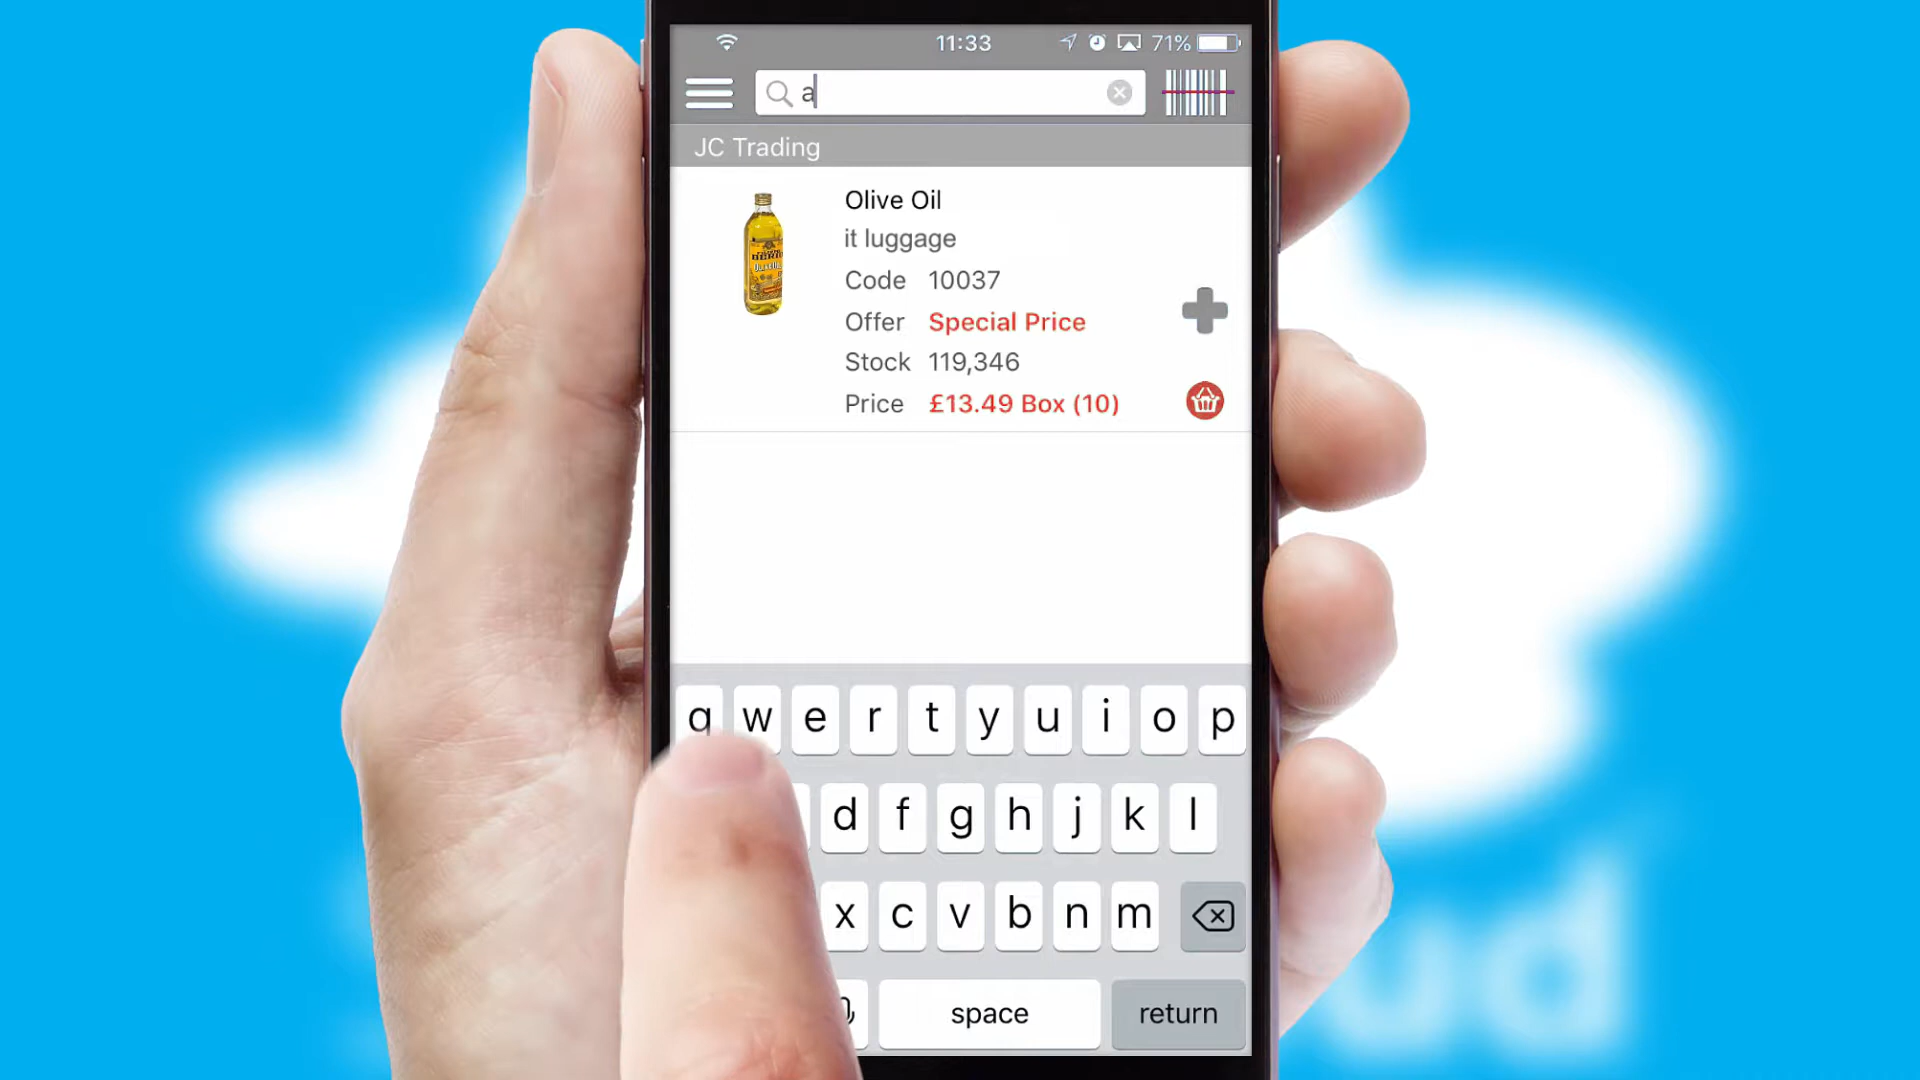 11:33
71%
a
JC Trading
Olive Oil
it luggage
Code 10037
Offer Special Price
Stock 119,346
Price £13.49 Box (10)
q w e r t y u i o p
d f g h j k l
x c v b n m
space return
ud